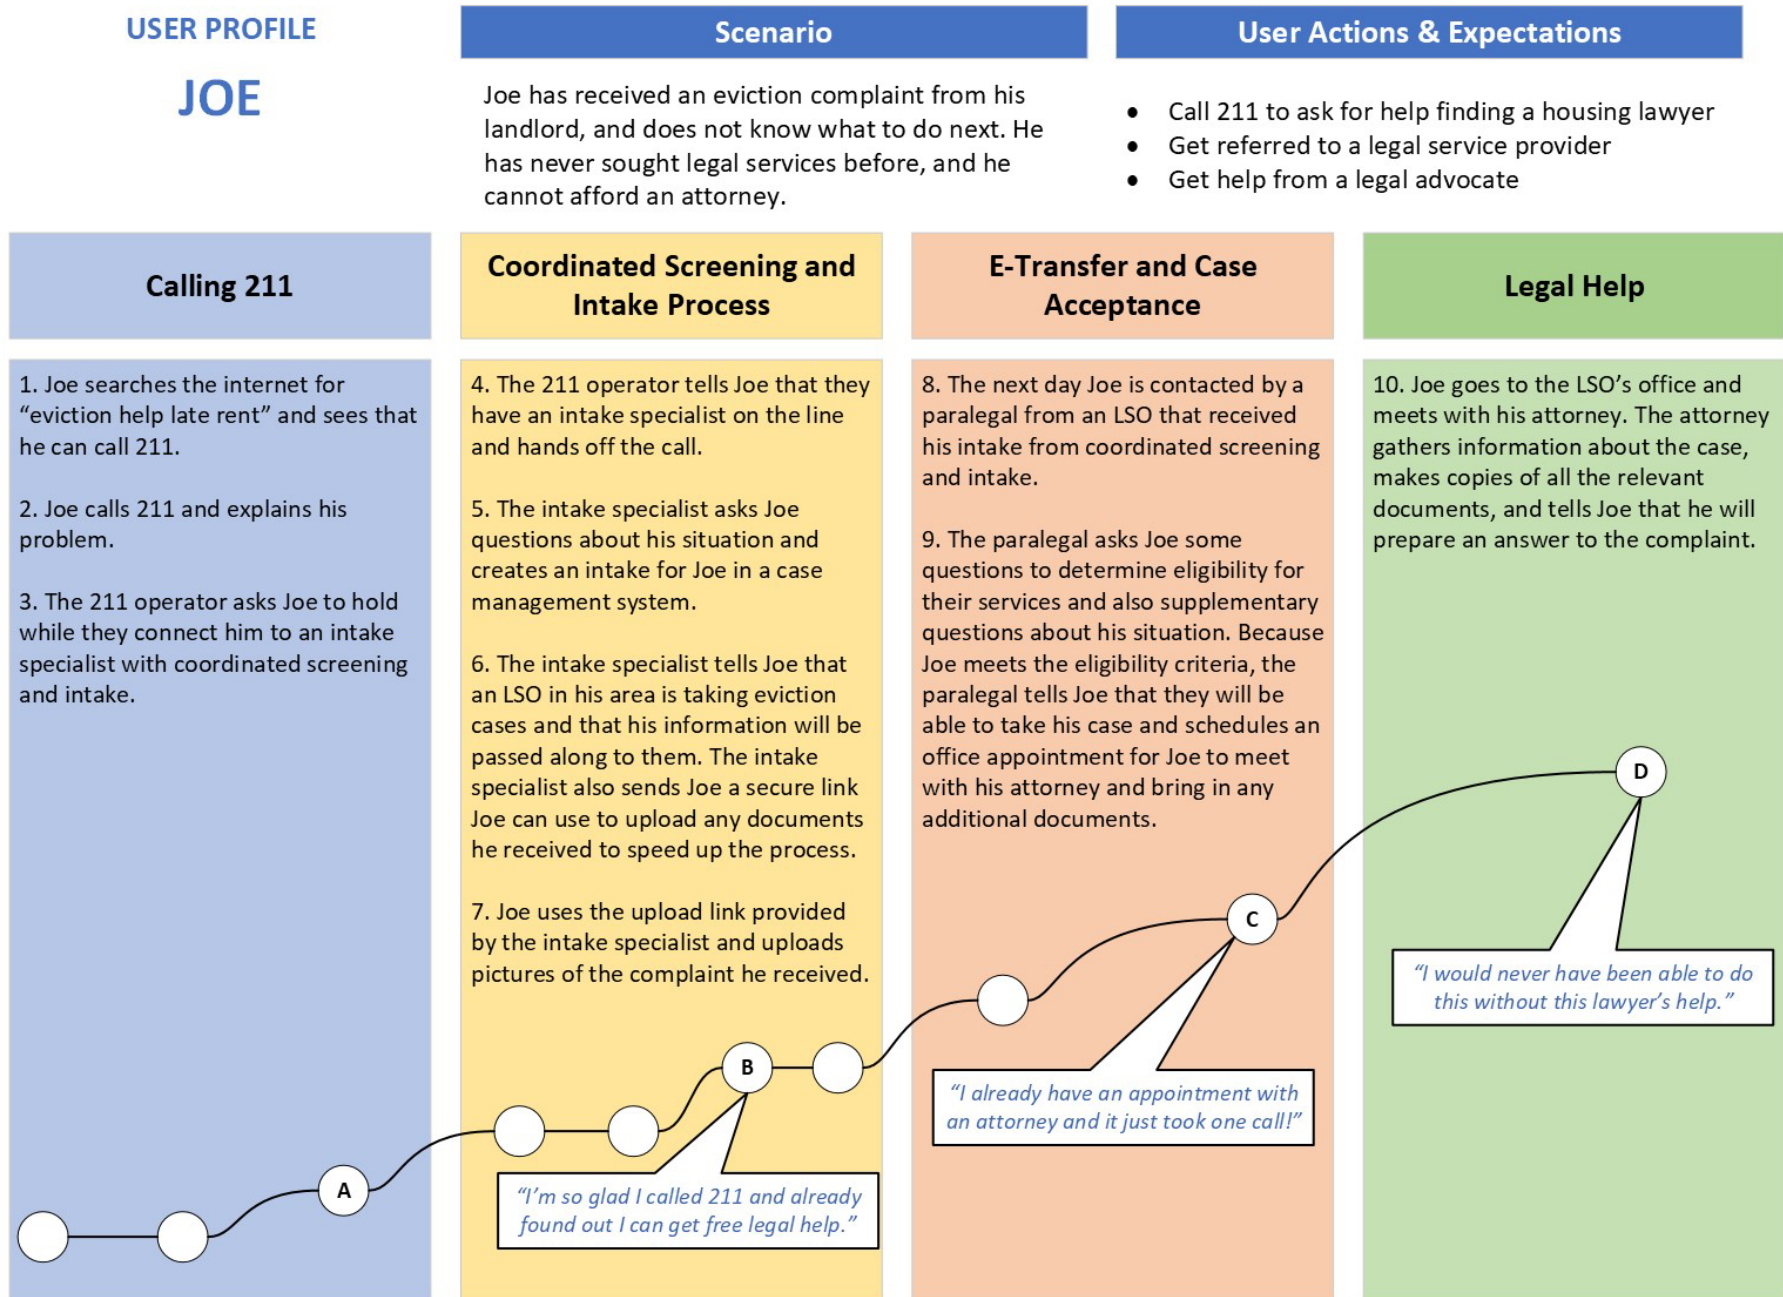 USER PROFILE
JOE
Scenario
Joe has received an eviction complaint from his
landlord, and does not know what to do next. He
has never sought legal services before, and he
cannot afford an attorney.
User Actions & Expectations
• Call 211 to ask for help finding a housing lawyer
• Get referred to a legal service provider
• Get help from a legal advocate
Calling 211
1. Joe searches the internet for
“eviction help late rent” and sees that
he can call 211.
2. Joe calls 211 and explains his
problem.
3. The 211 operator asks Joe to hold
while they connect him to an intake
specialist with coordinated screening
and intake.
A
Coordinated Screening and
Intake Process
4. The 211 operator tells Joe that they
have an intake specialist on the line
and hands off the call.
5. The intake specialist asks Joe
questions about his situation and
creates an intake for Joe in a case
management system.
6. The intake specialist tells Joe that
an LSO in his area is taking eviction
cases and that his information will be
passed along to them. The intake
specialist also sends Joe a secure link
Joe can use to upload any documents
he received to speed up the process.
7. Joe uses the upload link provided
by the intake specialist and uploads
pictures of the complaint he received.
B
“I’m so glad I called 211 and already
found out I can get free legal help.”
E-Transfer and Case
Acceptance
8. The next day Joe is contacted by a
paralegal from an LSO that received
his intake from coordinated screening
and intake.
9. The paralegal asks Joe some
questions to determine eligibility for
their services and also supplementary
questions about his situation. Because
Joe meets the eligibility criteria, the
paralegal tells Joe that they will be
able to take his case and schedules an
office appointment for Joe to meet
with his attorney and bring in any
additional documents.
C
“I already have an appointment with
an attorney and it just took one call!”
Legal Help
10. Joe goes to the LSO’s office and
meets with his attorney. The attorney
gathers information about the case,
makes copies of all the relevant
documents, and tells Joe that he will
prepare an answer to the complaint.
D
“I would never have been able to do
this without this lawyer’s help.”